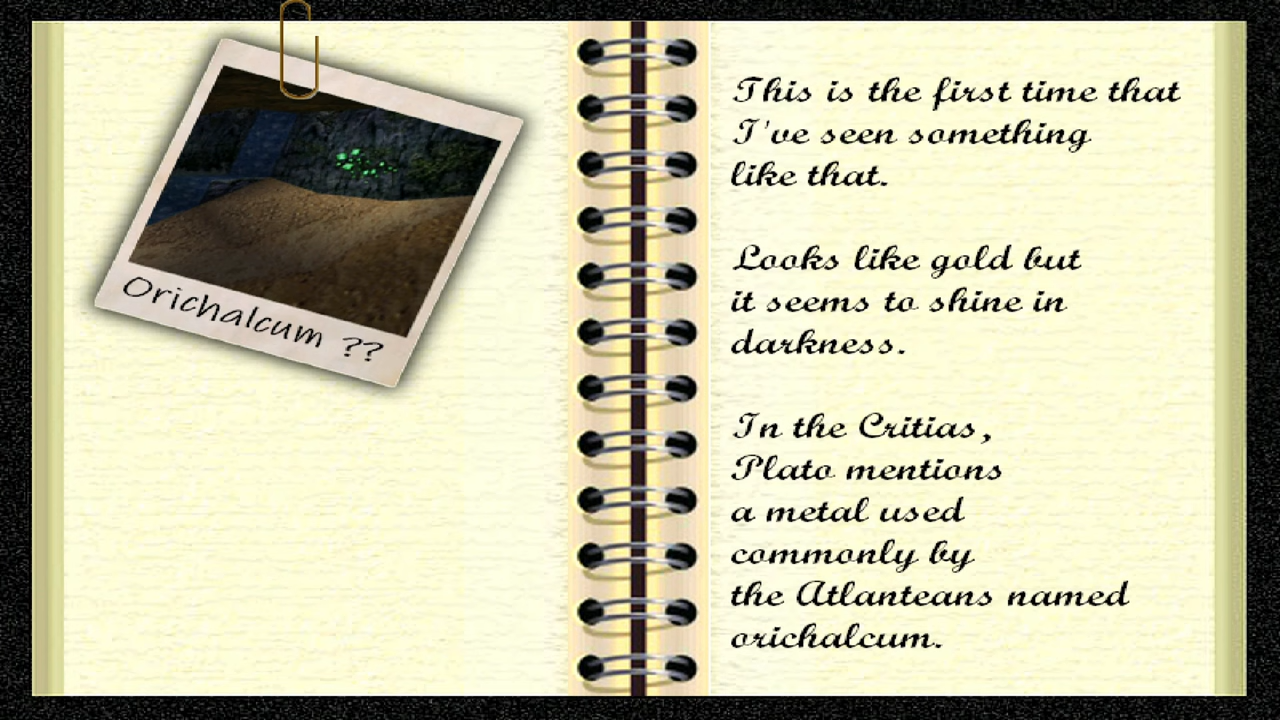 Orichalcum ??
This is the first time that
I've seen something
like that.
Looks like gold but
it seems to shine in
darkness.
In the Critias,
Plato mentions
a metal used
commonly by
the Atlanteans named
orichalcum.